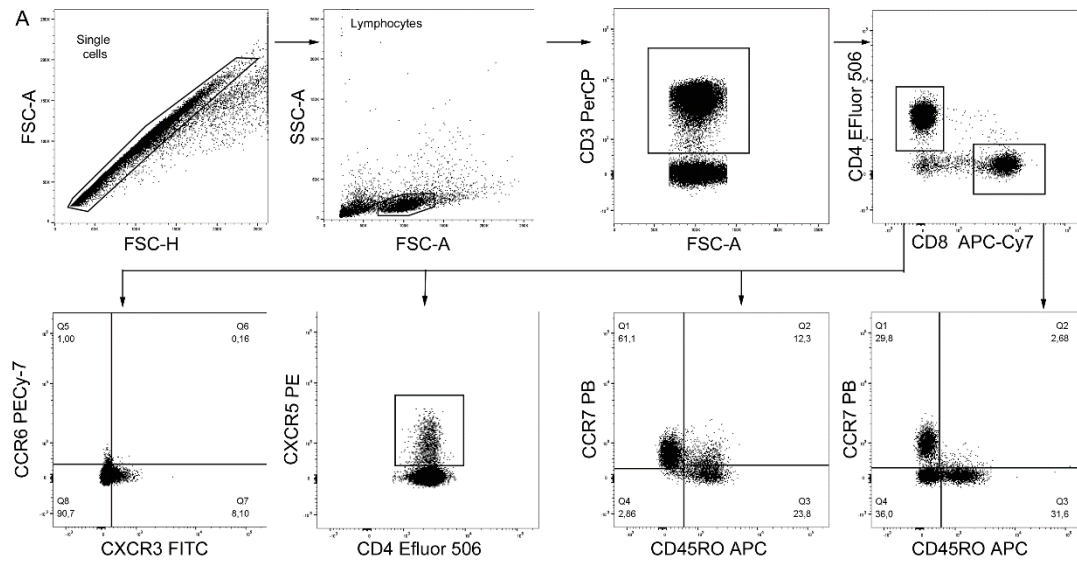 A
Single
cells
FSC-A
FSC-H
Lymphocytes
SSC-A
FSC-A
CD3 PerCP
FSC-A
CD4 EFluor 506
CD8 APC-Cy7
Q5
1,00
Q6
0,16
Q8
90,7
Q7
8,10
CCR6 PECy-7
CXCR3 FITC
CXCR5 PE
CD4 Efluor 506
Q1
61,1
Q2
12,3
Q4
2,86
Q3
23,8
CCR7 PB
CD45RO APC
Q1
29,8
Q2
2,68
Q4
36,0
Q3
31,6
CCR7 PB
CD45RO APC